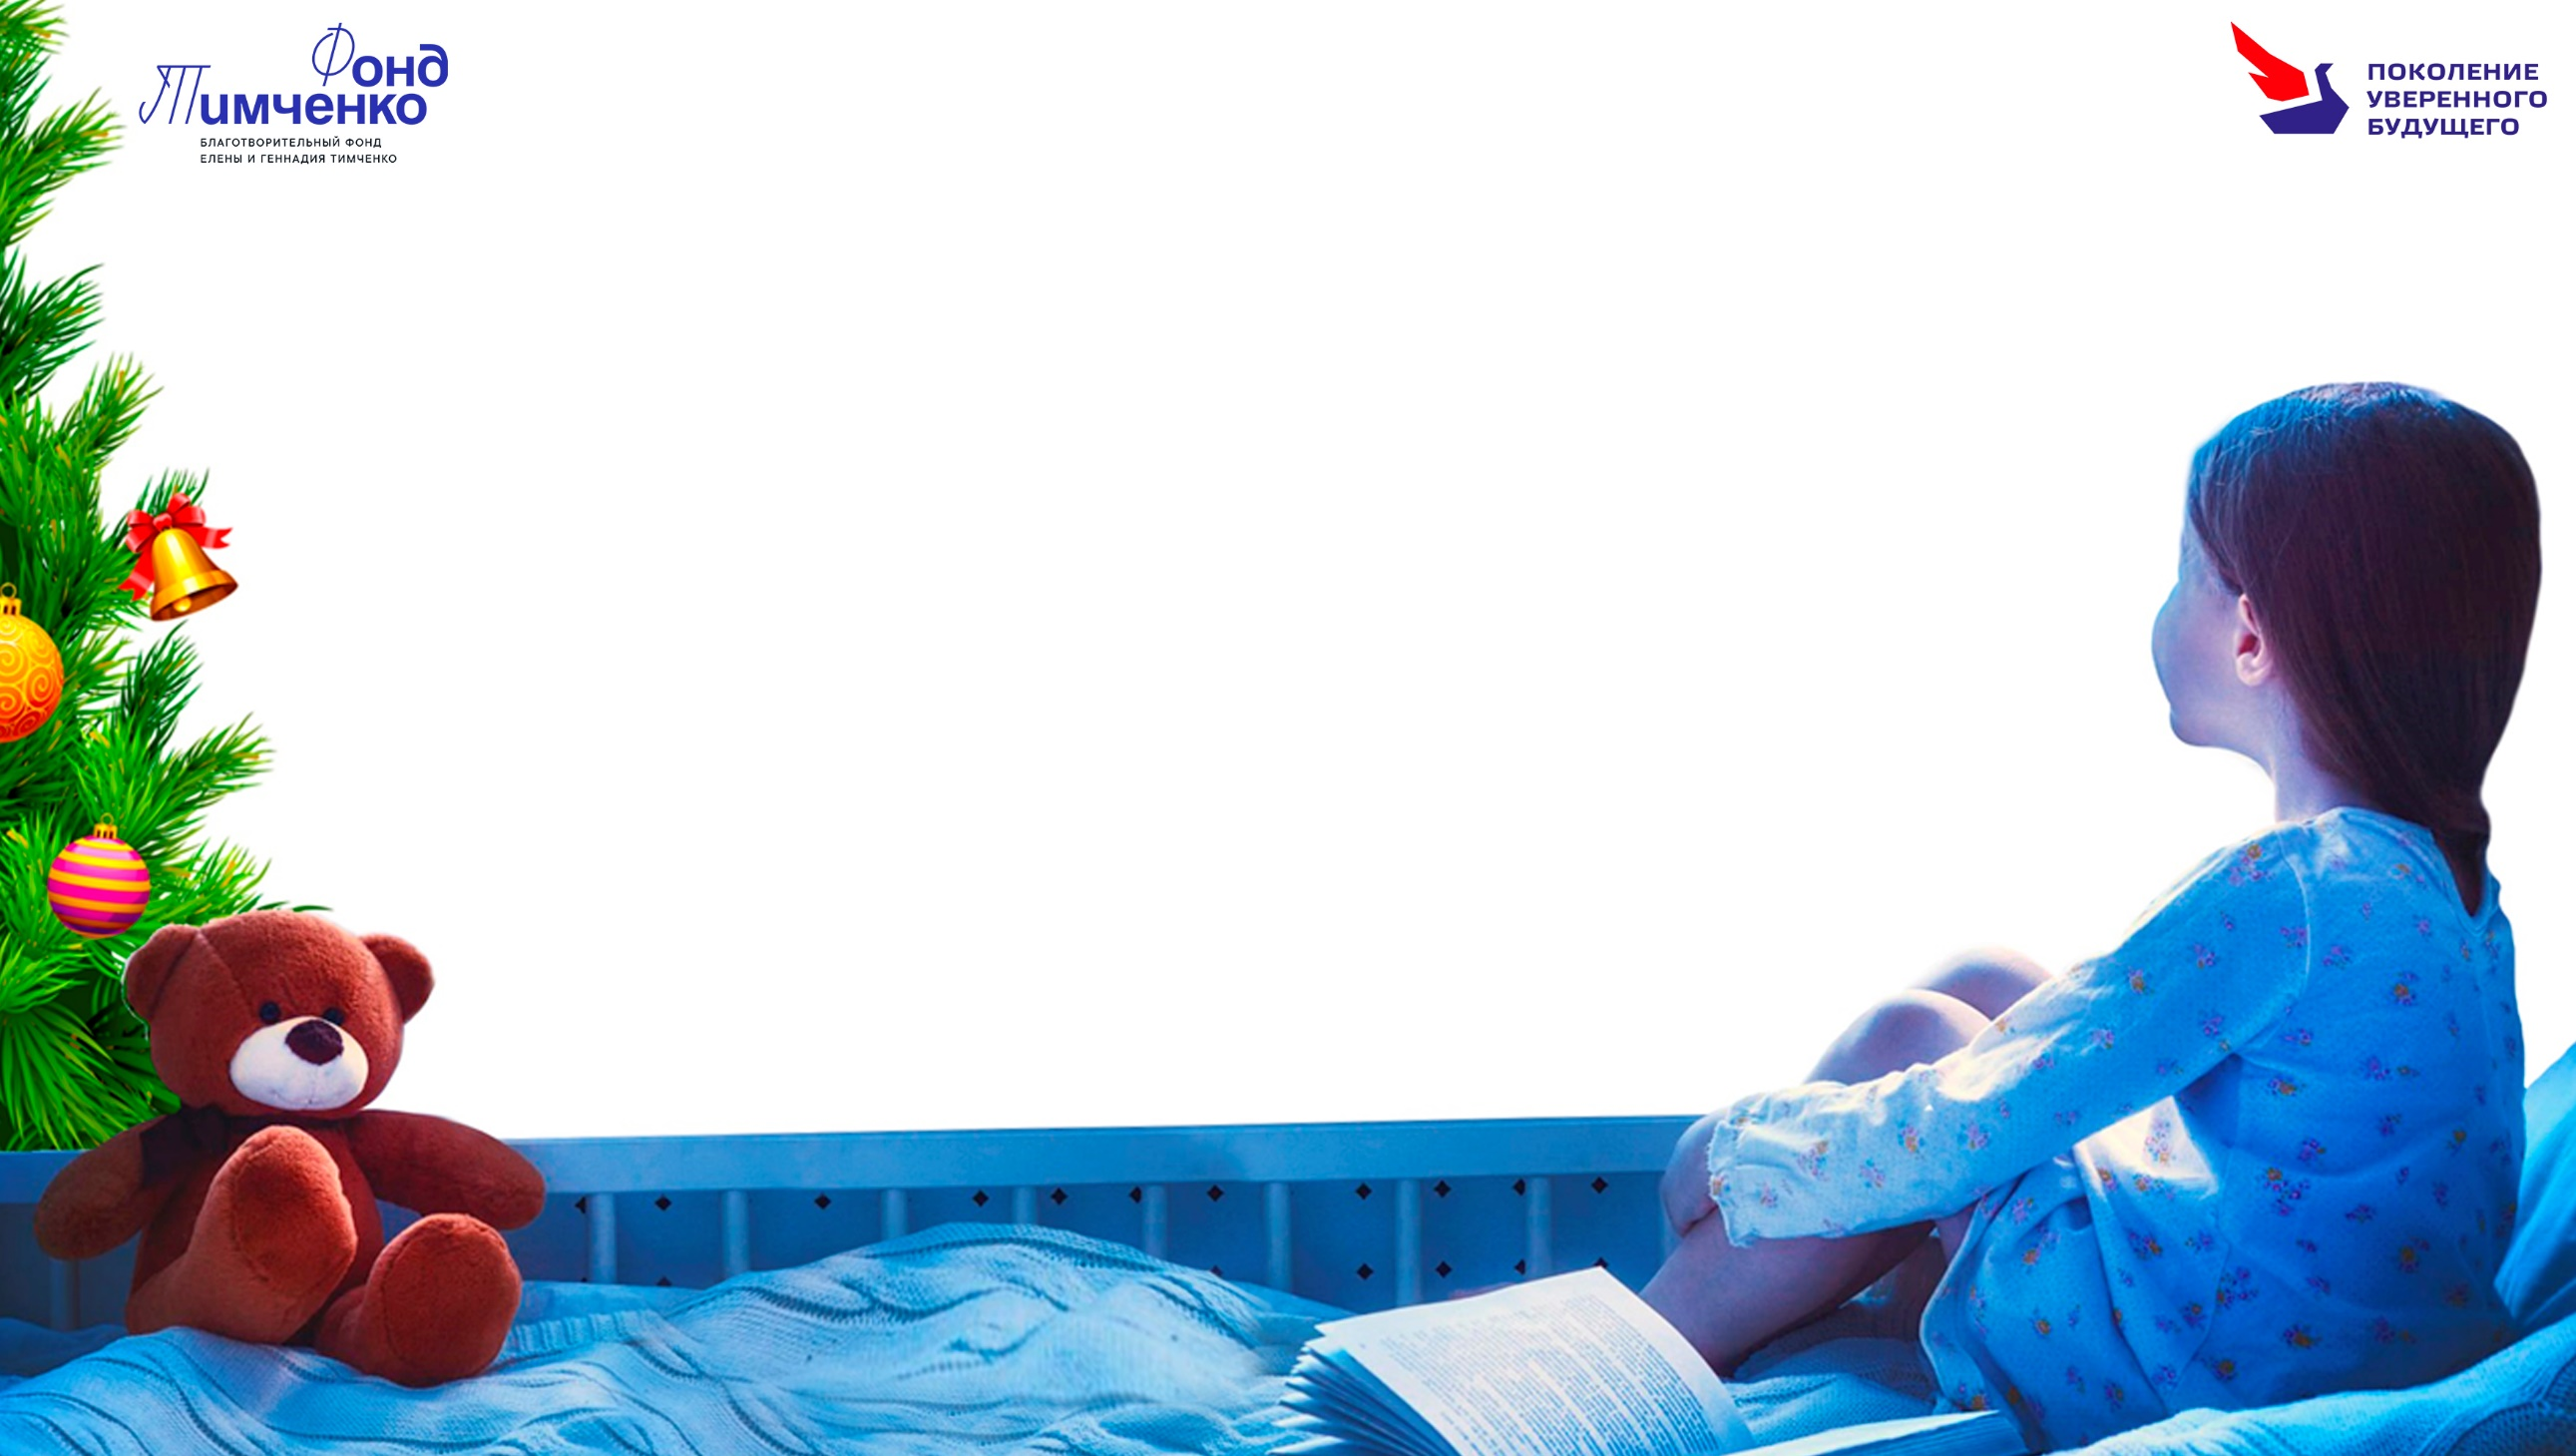 Фонд
Тимченко
БЛАГОТВОРИТЕЛЬНЫЙ ФОНД
ЕЛЕНЫ И ГЕННАДИЯ ТИМЧЕНКО
ПОКОЛЕНИЕ
УВЕРЕННОГО
БУДУЩЕГО